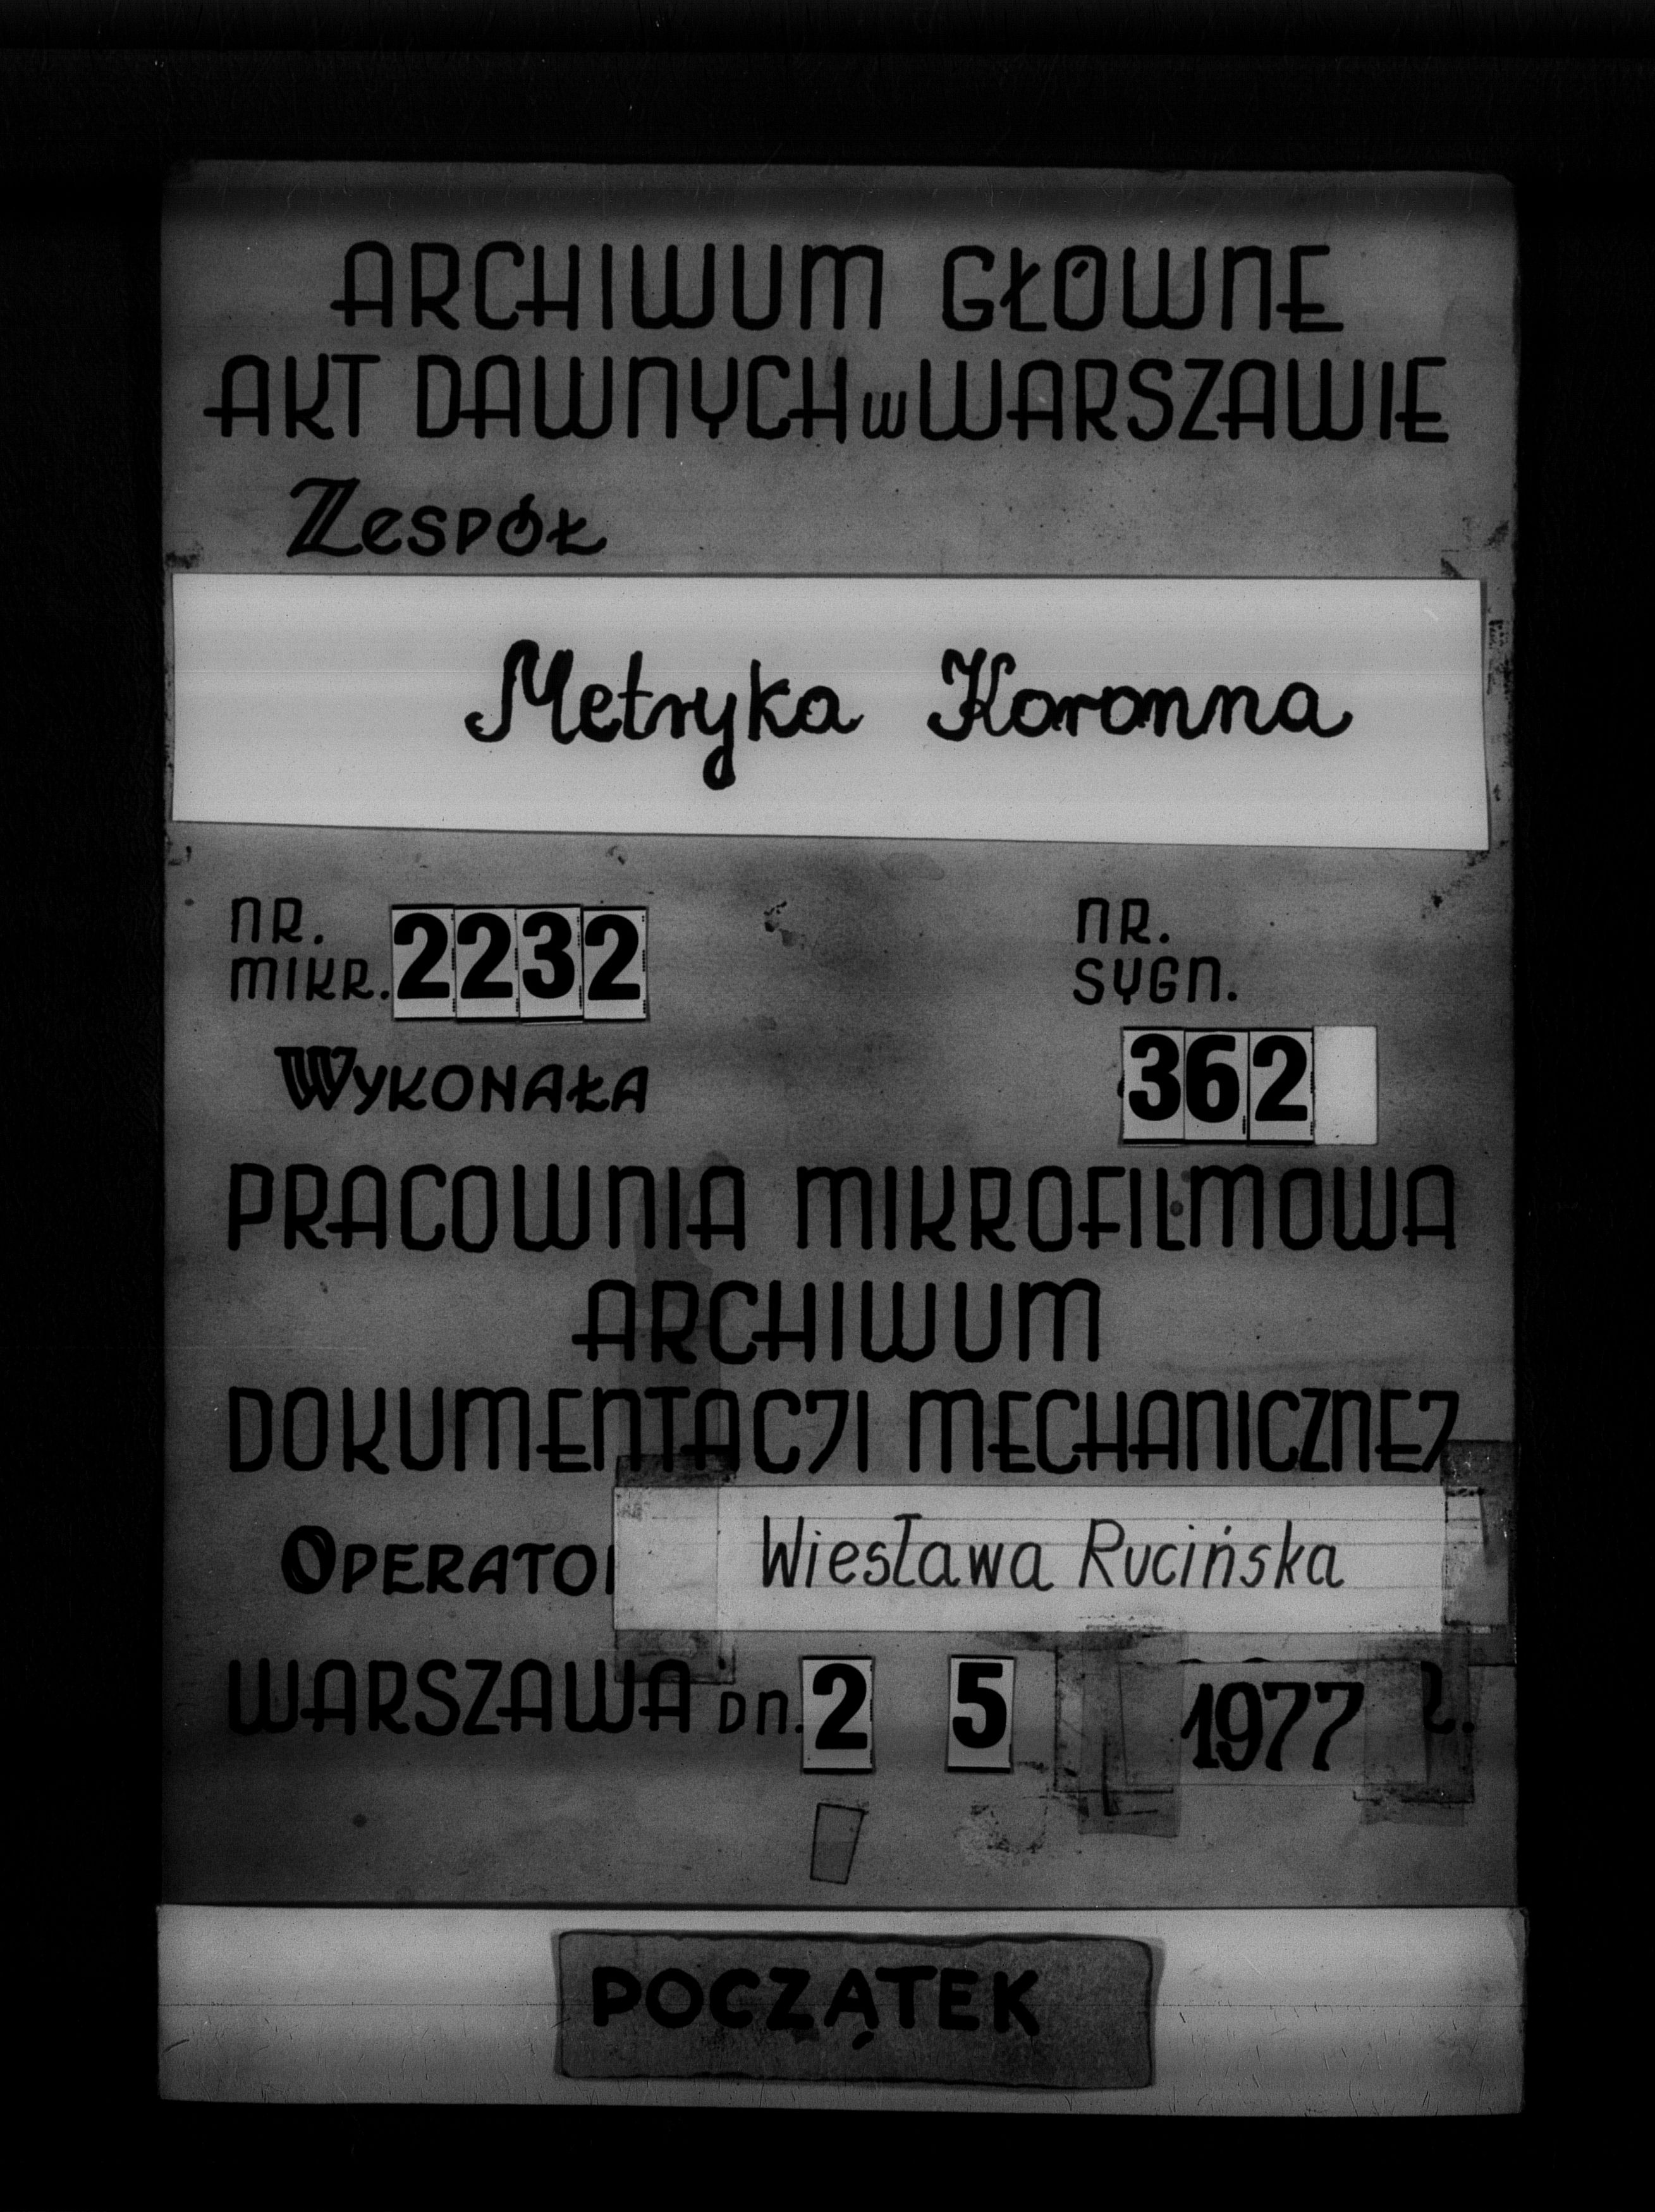 ARCHIWUM GŁÓWNE
AKT DAWNYCH w WARSZAWIE
Zespół
Metryka Koronna
NR.
MIKR. 2232
NR.
SYGN.
362
WYKONAŁA
PRACOWNIA MIKROFILMOWA
ARCHIWUM
DOKUMENTACJI MECHANICZNEJ
OPERATO Wiesława Rucińska
WARSZAWA DN. 2 5 1977 r.
POCZĄTEK